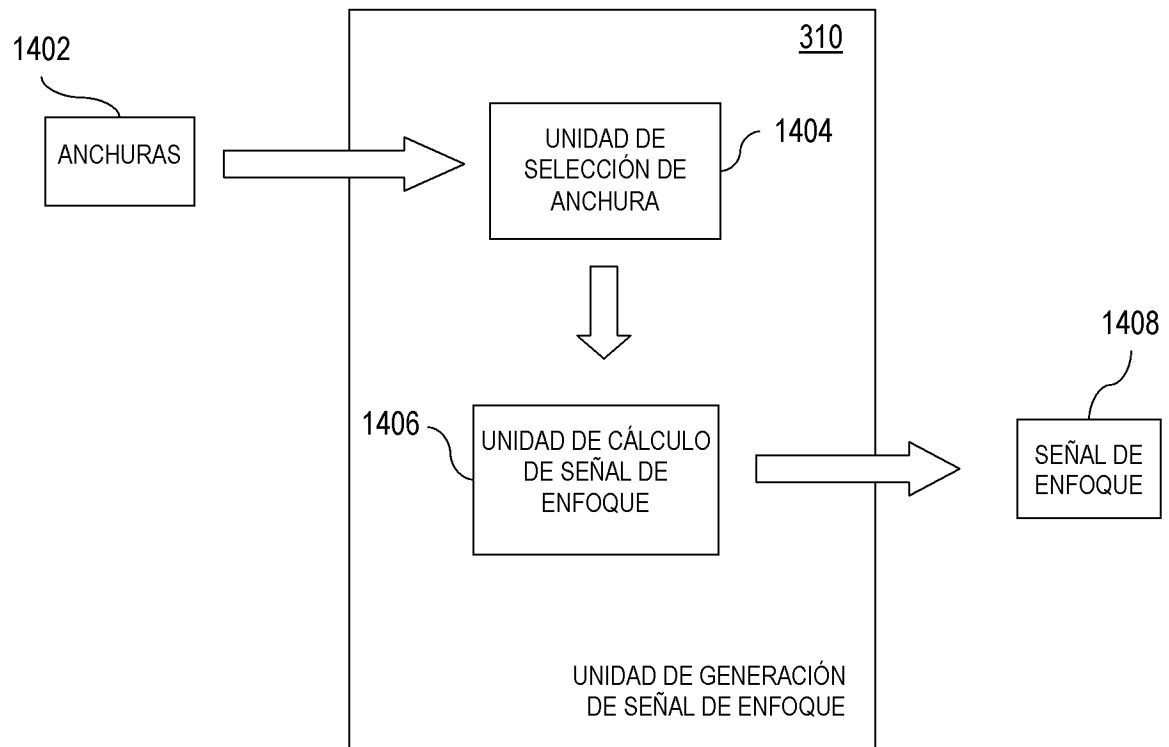 310
1402
ANCHURAS
1404
UNIDAD DE
SELECCIÓN DE
ANCHURA
1406
UNIDAD DE CÁLCULO
DE SEÑAL DE
ENFOQUE
1408
SEÑAL DE
ENFOQUE
UNIDAD DE GENERACIÓN
DE SEÑAL DE ENFOQUE